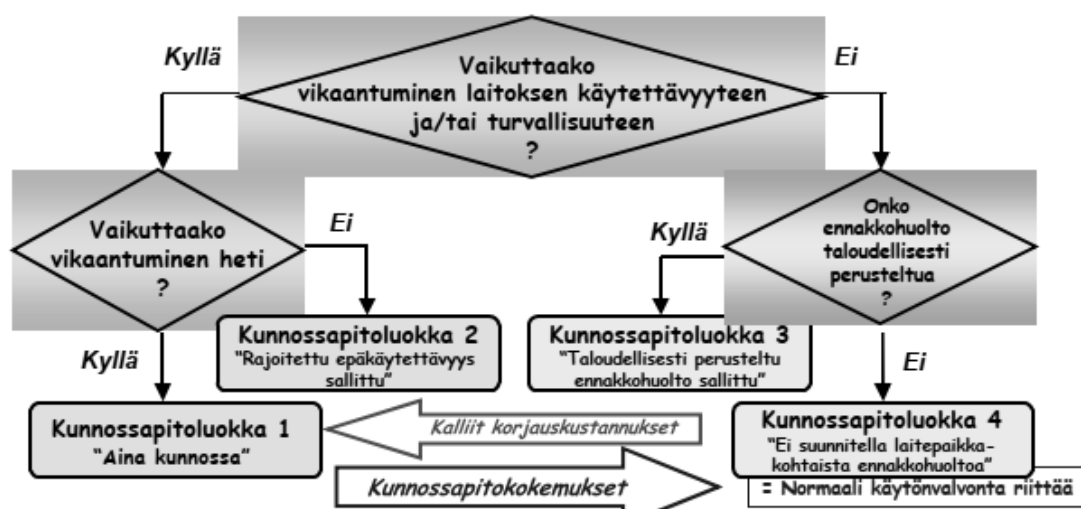 Kyllä
Vaikuttaako
vikaantuminen laitoksen käytettävyyteen
ja/tai turvallisuuteen
?
Ei
Vaikuttaako
vikaantuminen heti
?
Ei
Kyllä
Onko
ennakkohuolto
taloudellisesti
perusteltua
?
Kunnossapitoluokka 2
"Rajoitettu epäkäytettävyys
sallittu"
Kunnossapitoluokka 3
"Taloudellisesti perusteltu
ennakkohuolto sallittu"
Kyllä
Ei
Kunnossapitoluokka 1
"Aina kunnossa"
Kalliit korjauskustannukset
Kunnossapitoluokka 4
"Ei suunnitella laitepaikka-
kohtaista ennakkohuoltoa"
Kunnossapitokokemukset
= Normaali käytönvalvonta riittää